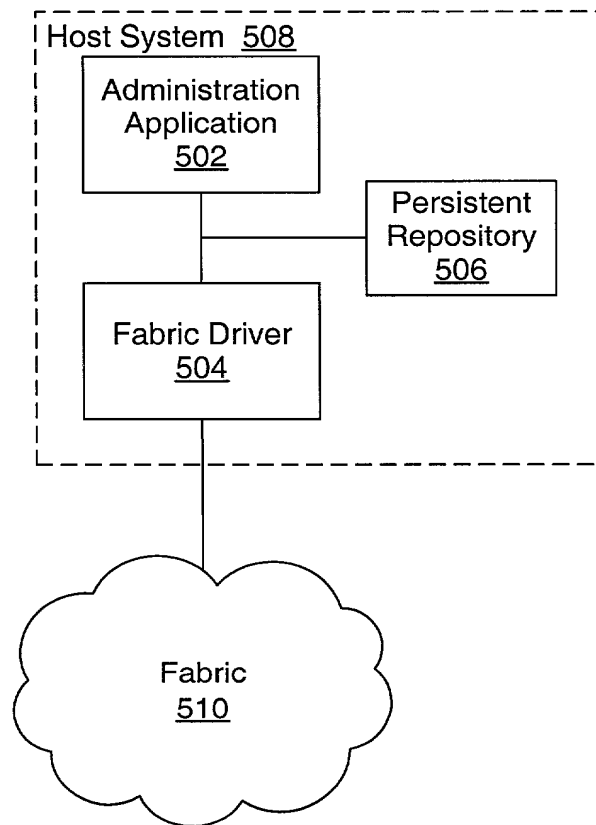 Host System 508
Administration
Application
502
Persistent
Repository
506
Fabric Driver
504
Fabric
510